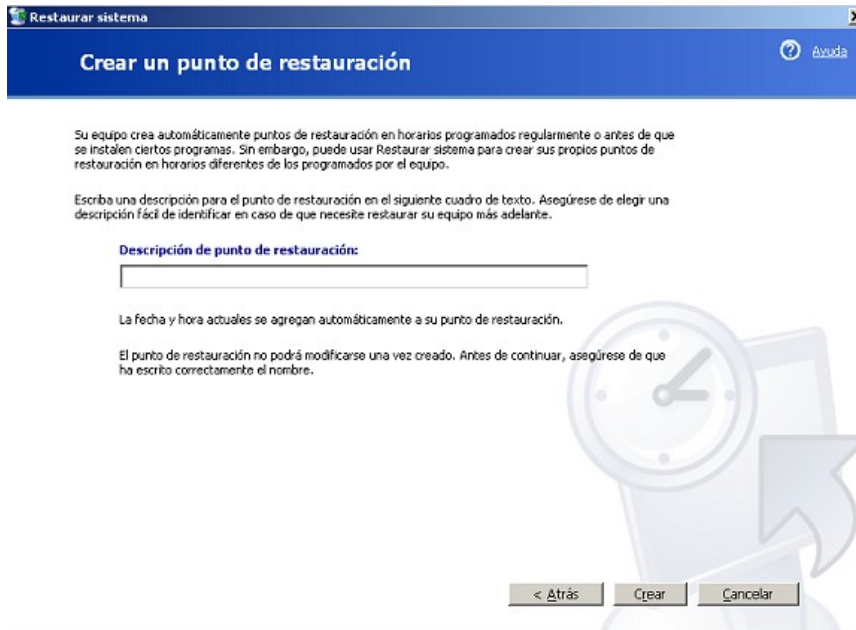 Restaurar sistema
Crear un punto de restauración
Ayuda
Su equipo crea automáticamente puntos de restauración en horarios programados regularmente o antes de que
se instalen ciertos programas. Sin embargo, puede usar Restaurar sistema para crear sus propios puntos de
restauración en horarios diferentes de los programados por el equipo.
Escriba una descripción para el punto de restauración en el siguiente cuadro de texto. Asegúrese de elegir una
descripción fácil de identificar en caso de que necesite restaurar su equipo más adelante.
Descripción de punto de restauración:
La fecha y hora actuales se agregan automáticamente a su punto de restauración.
El punto de restauración no podrá modificarse una vez creado. Antes de continuar, asegúrese de que
ha escrito correctamente el nombre.
< Atrás Crear Cancelar